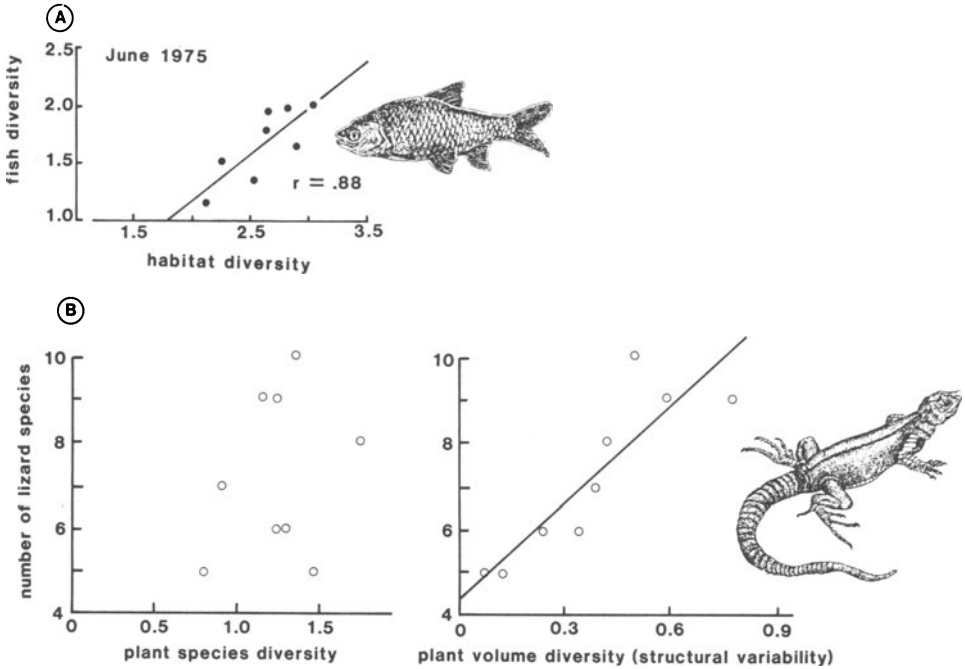 A
June 1975
fish diversity
2.5
2.0
1.5
1.0
r = .88
1.5 2.5 3.5
habitat diversity
B
number of lizard species
10
8
6
4
0 0.5 1.0 1.5
plant species diversity
10
8
6
4
0 0.3 0.6 0.9
plant volume diversity (structural variability)